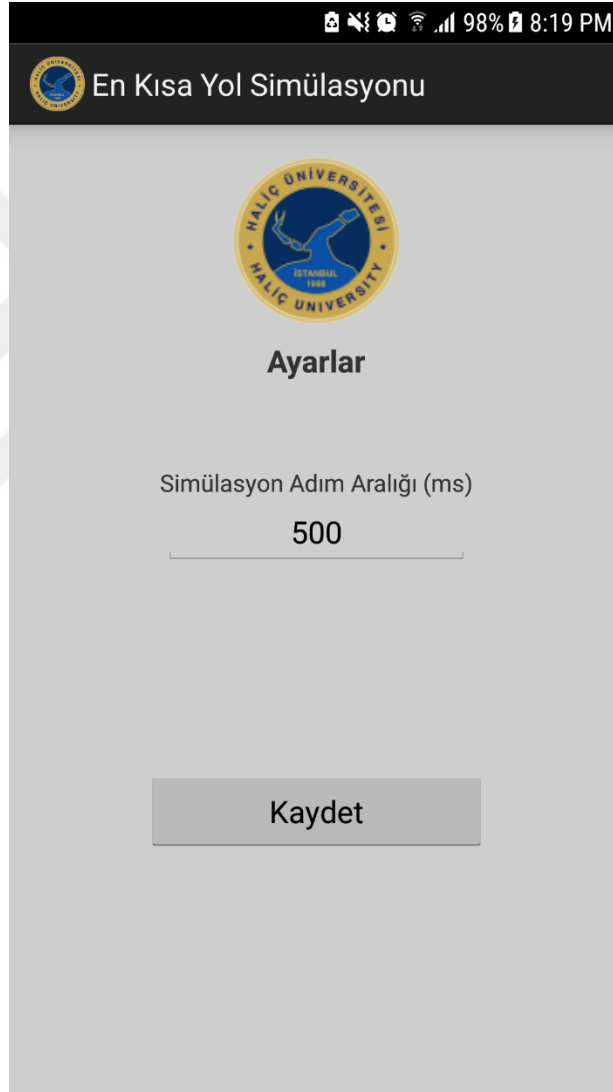 98% 8:19 PM
En Kısa Yol Simülasyonu
HALİÇ ÜNİVERSİTESİ
İSTANBUL
1998
HALİÇ UNIVERSITY
Ayarlar
Simülasyon Adım Aralığı (ms)
500
Kaydet